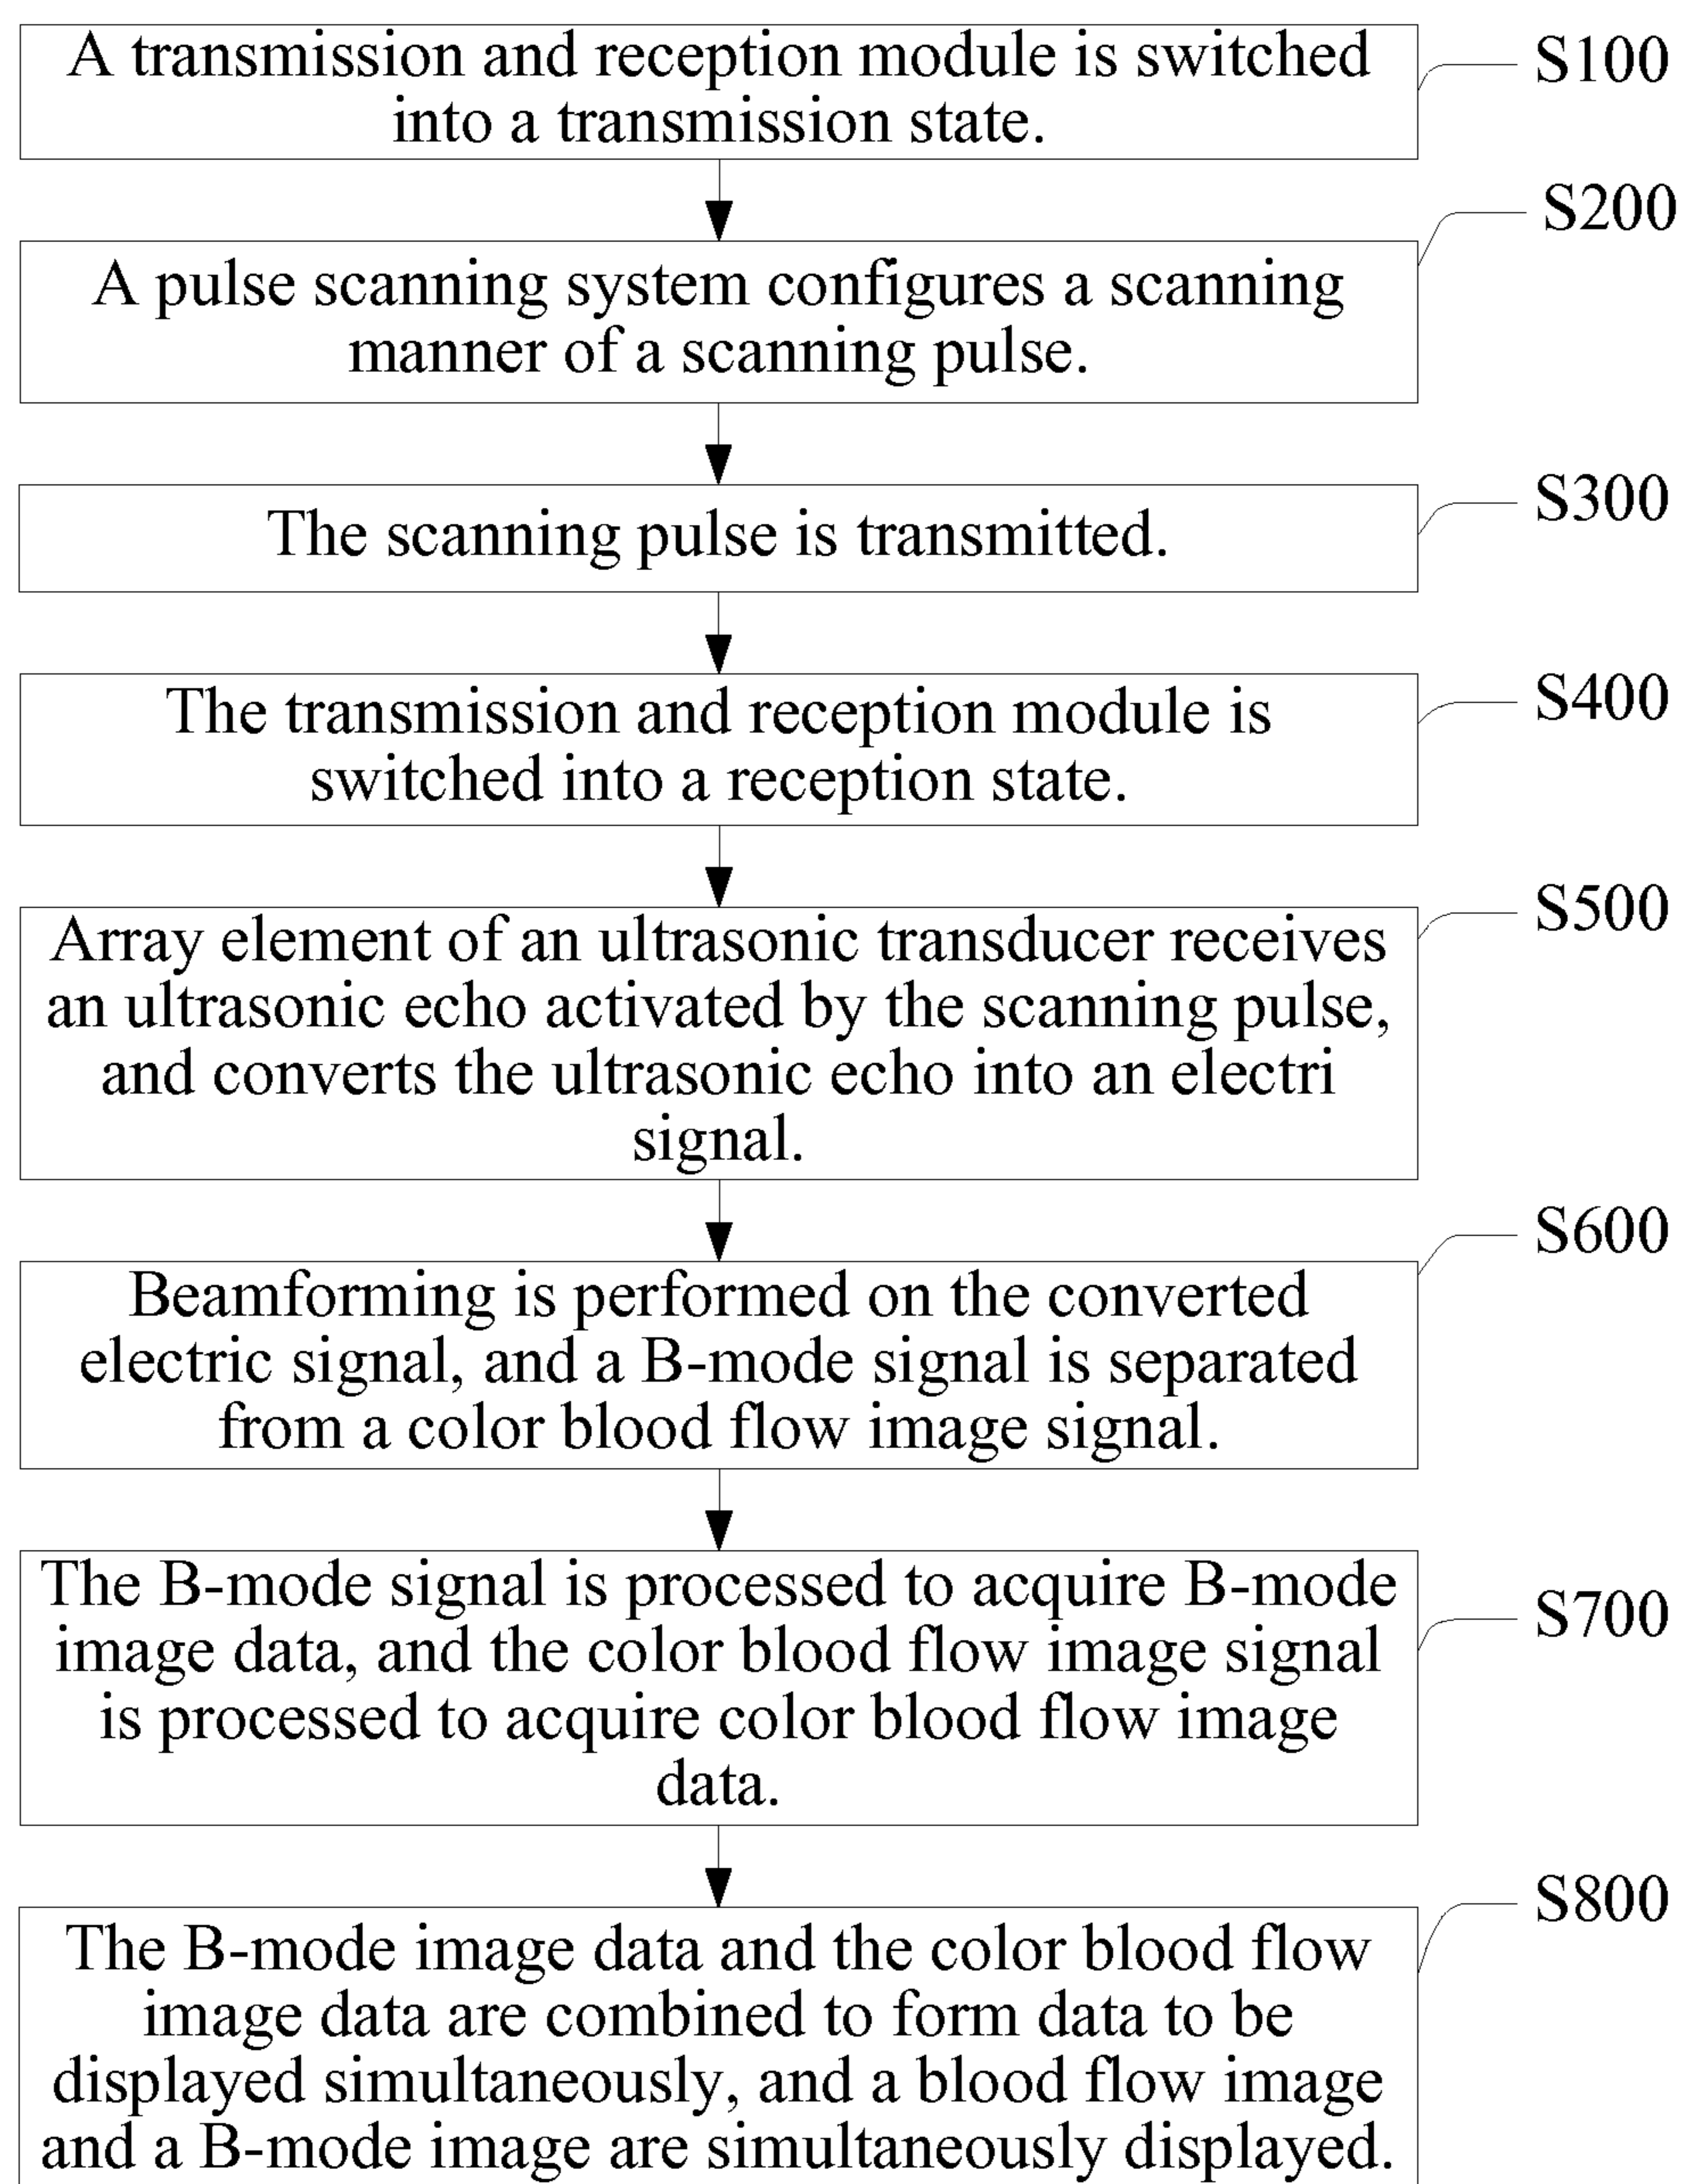 A transmission and reception module is switched
into a transmission state.
S100
A pulse scanning system configures a scanning
manner of a scanning pulse.
S200
The scanning pulse is transmitted.
S300
The transmission and reception module is
switched into a reception state.
S400
Array element of an ultrasonic transducer receives
an ultrasonic echo activated by the scanning pulse,
and converts the ultrasonic echo into an electri
signal.
S500
Beamforming is performed on the converted
electric signal, and a B-mode signal is separated
from a color blood flow image signal.
S600
The B-mode signal is processed to acquire B-mode
image data, and the color blood flow image signal
is processed to acquire color blood flow image
data.
S700
The B-mode image data and the color blood flow
image data are combined to form data to be
displayed simultaneously, and a blood flow image
and a B-mode image are simultaneously displayed.
S800